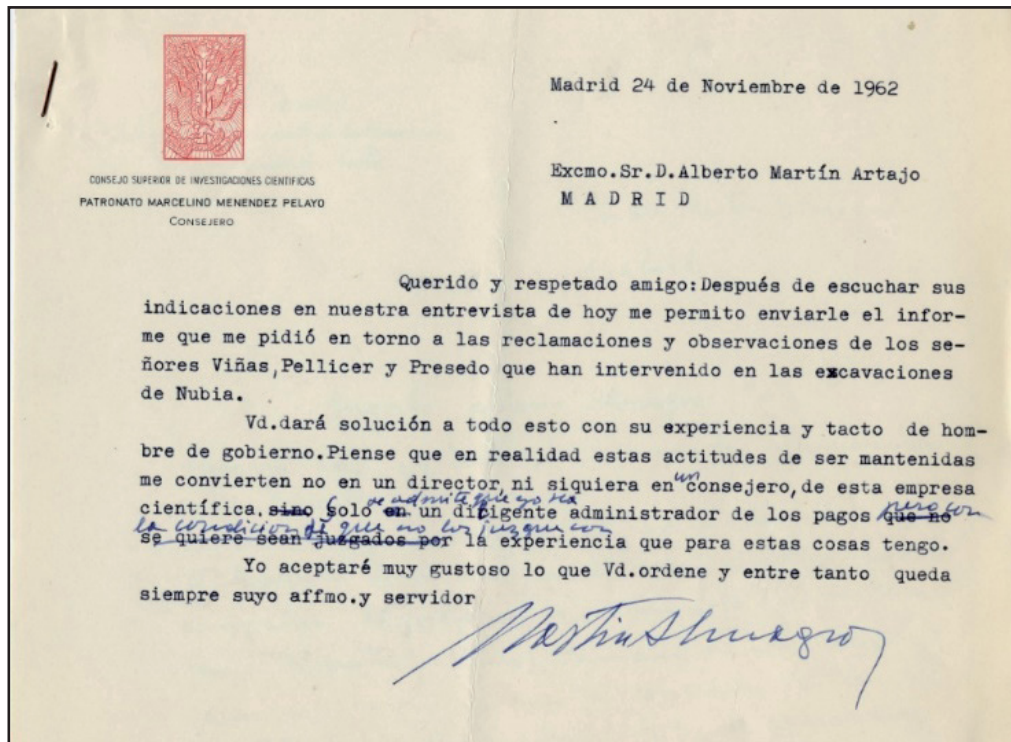 Madrid 24 de Noviembre de 1962
Excmo.Sr.D.Alberto Martín Artajo
M A D R I D
CONSEJO SUPERIOR DE INVESTIGACIONES CIENTIFICAS
PATRONATO MARCELINO MENENDEZ PELAYO
CONSEJERO
Querido y respetado amigo:Después de escuchar sus
indicaciones en nuestra entrevista de hoy me permito enviarle el infor-
me que me pidió en torno a las reclamaciones y observaciones de los se-
ñores Viñas,Pellicer y Presedo que han intervenido en las excavaciones
de Nubia.
Vd.dará solución a todo esto con su experiencia y tacto de hom-
bre de gobierno.Piense que en realidad estas actitudes de ser mantenidas
me convierten no en un director, ni siquiera en un consejero, de esta empresa
se admite que yo sea
científica, sino solo en un dirigente administrador de los pagos que no pero con
la condicion de que no los juzgue con
se quiere sean juzgados por la experiencia que para estas cosas tengo.
Yo aceptaré muy gustoso lo que Vd.ordene y entre tanto queda
siempre suyo affmo.y servidor
Martin Almagro